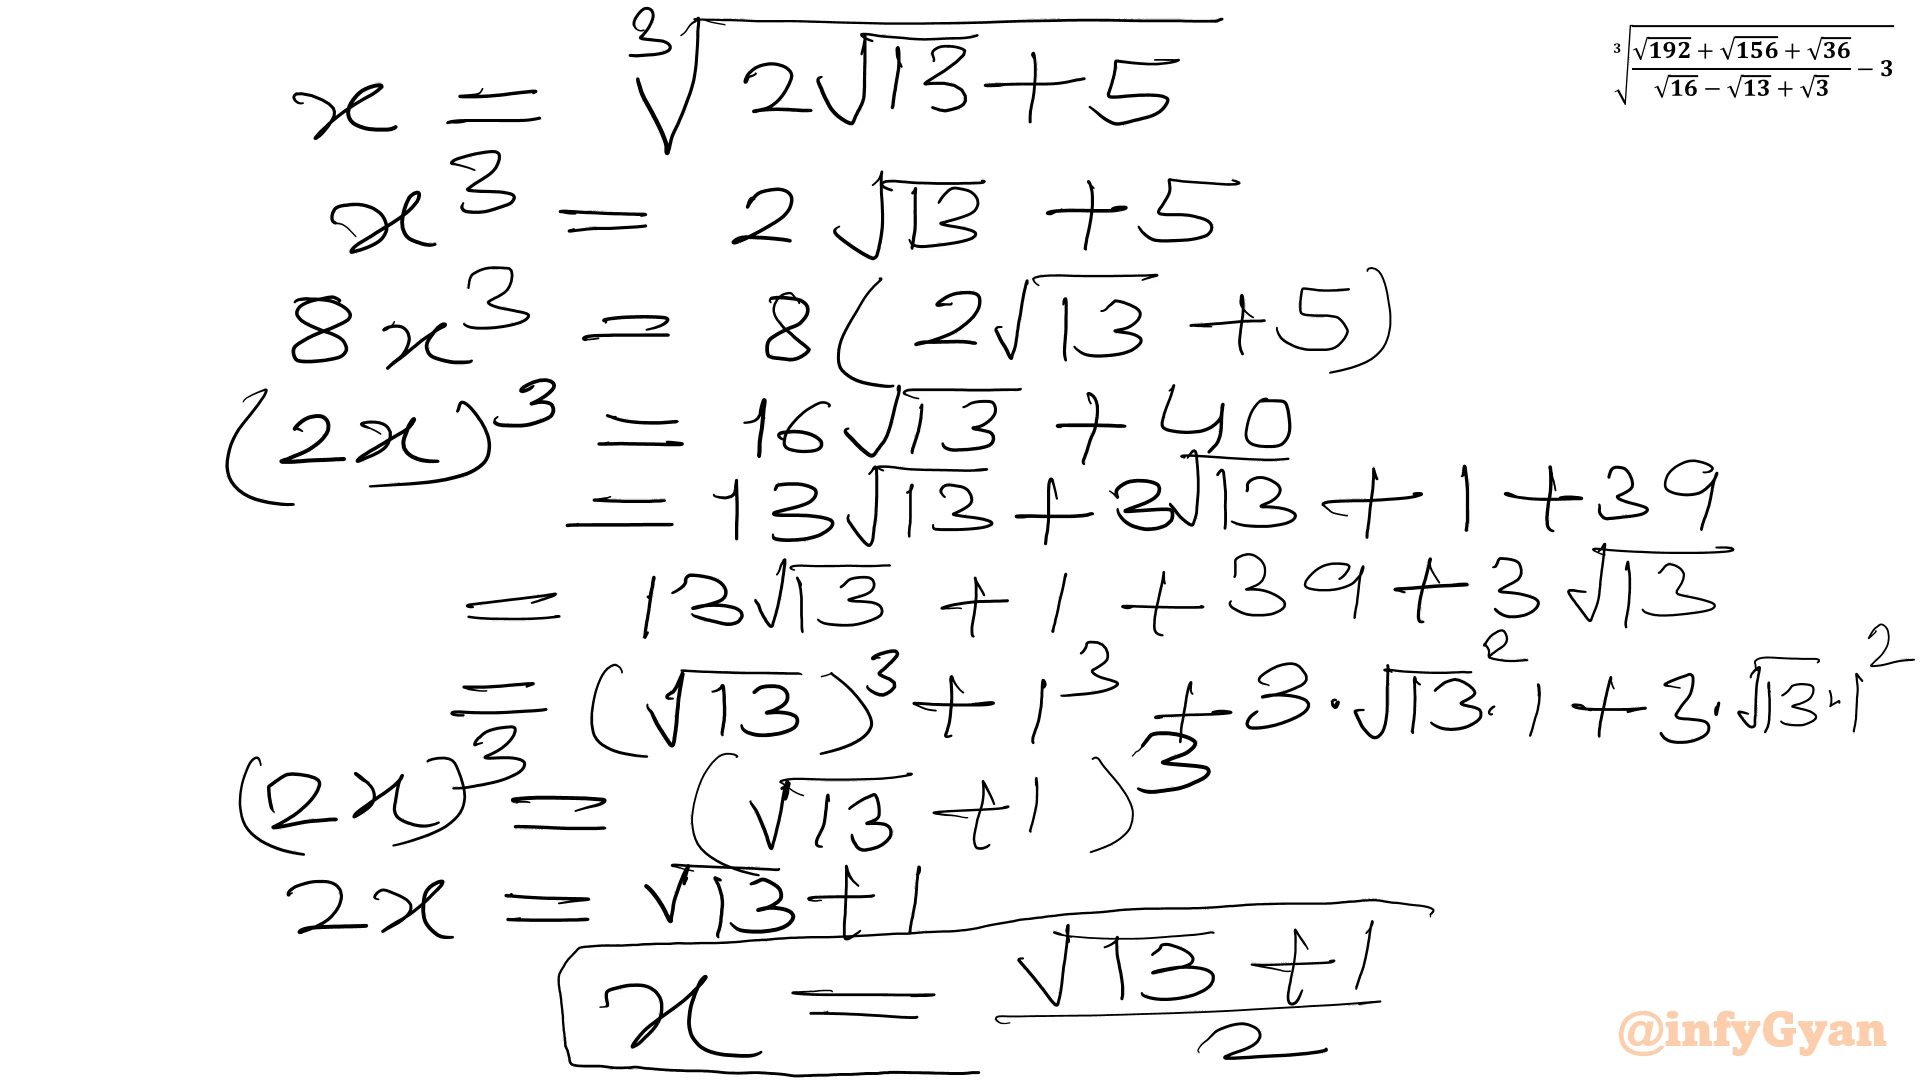 x = ∛(2√13 + 5)
∛((√192 + √156 + √36)/(√16 − √13 + √3) − 3)
x³ = 2√13 + 5
8x³ = 8(2√13 + 5)
(2x)³ = 16√13 + 40
= 13√13 + 3√13 + 1 + 39
= 13√13 + 1 + 39 + 3√13
= (√13)³ + 1³ + 3·√13²·1 + 3·√13·1²
(2x)³ = (√13 + 1)³
2x = √13 + 1
x = (√13 + 1)/2
@infyGyan